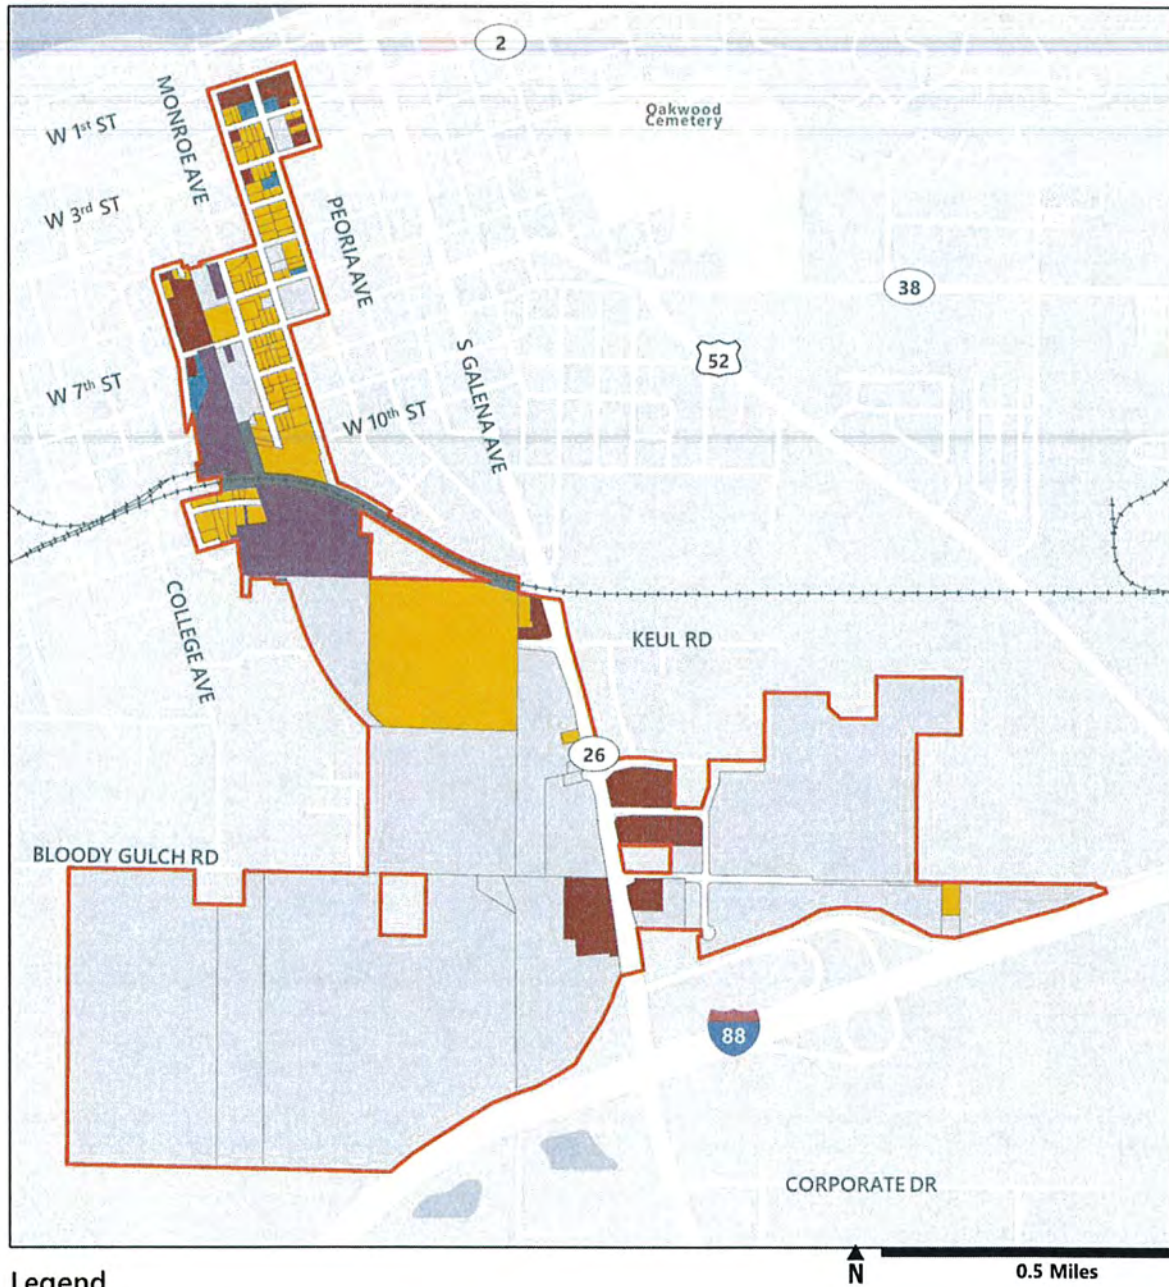 2
Oakwood
Cemetery
MONROE AVE
W 1st ST
W 3rd ST
PEORIA AVE
38
52
S GALENA AVE
W 7th ST
W 10th ST
COLLEGE AVE
KEUL RD
26
BLOODY GULCH RD
88
CORPORATE DR
N
0.5 Miles
Legend